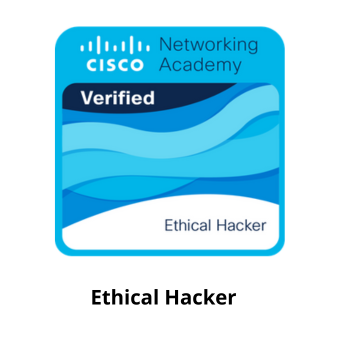 Networking
CISCO Academy
Verified
Ethical Hacker
Ethical Hacker